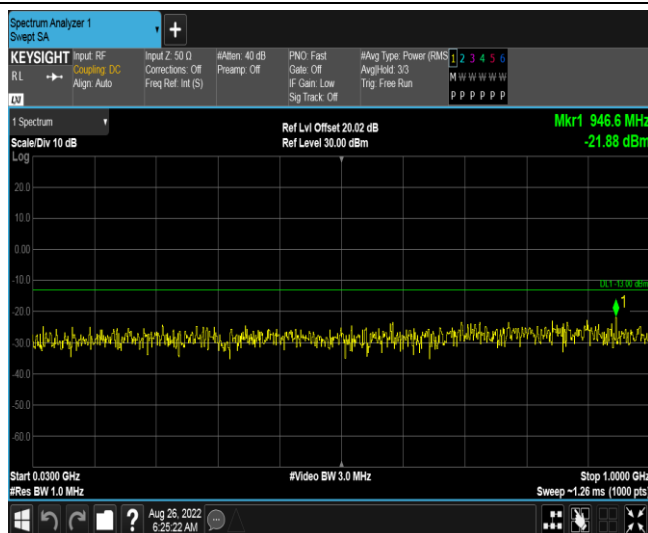 Spectrum Analyzer 1
Swept SA
+
KEYSIGHT
RL
LXI
Input: RF
Coupling: DC
Align: Auto
Input Z: 50 Ω
Corrections: Off
Freq Ref: Int (S)
#Atten: 40 dB
Preamp: Off
PNO: Fast
Gate: Off
IF Gain: Low
Sig Track: Off
#Avg Type: Power (RMS
Avg|Hold: 3/3
Trig: Free Run
1 2 3 4 5 6
M W W W W W
P P P P P P
1 Spectrum
Scale/Div 10 dB
Log
Ref Lvl Offset 20.02 dB
Ref Level 30.00 dBm
Mkr1 946.6 MHz
-21.88 dBm
20.0
10.0
0.00
-10.0
DL1 -13.00 dBm
1
-20.0
-30.0
-40.0
-50.0
-60.0
Start 0.0300 GHz
#Video BW 3.0 MHz
Stop 1.0000 GHz
#Res BW 1.0 MHz
Sweep ~1.26 ms (1000 pts)
?
Aug 26, 2022
6:25:22 AM